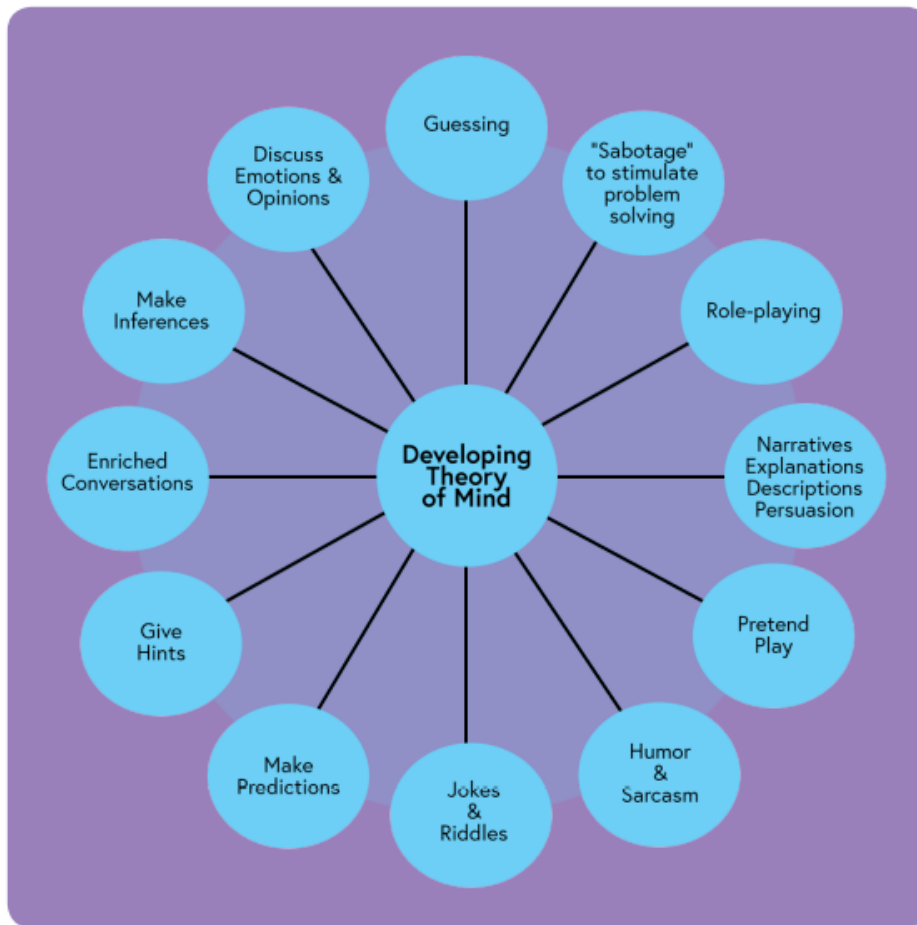 Guessing
"Sabotage"
to stimulate
problem
solving
Role-playing
Narratives
Explanations
Descriptions
Persuasion
Pretend
Play
Humor
&
Sarcasm
Jokes
&
Riddles
Make
Predictions
Give
Hints
Enriched
Conversations
Make
Inferences
Discuss
Emotions &
Opinions
Developing
Theory
of Mind